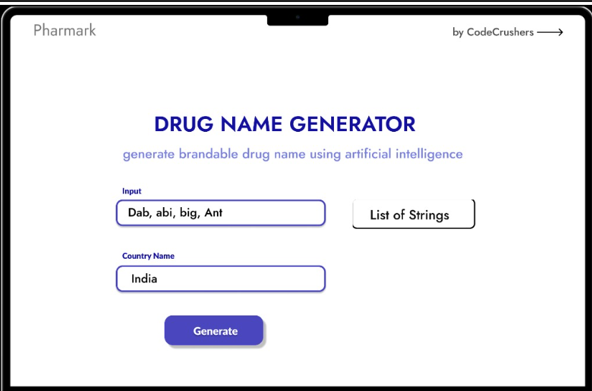 Pharmark
by CodeCrushers
DRUG NAME GENERATOR
generate brandable drug name using artificial intelligence
Input
Dab, abi, big, Ant
List of Strings
Country Name
India
Generate